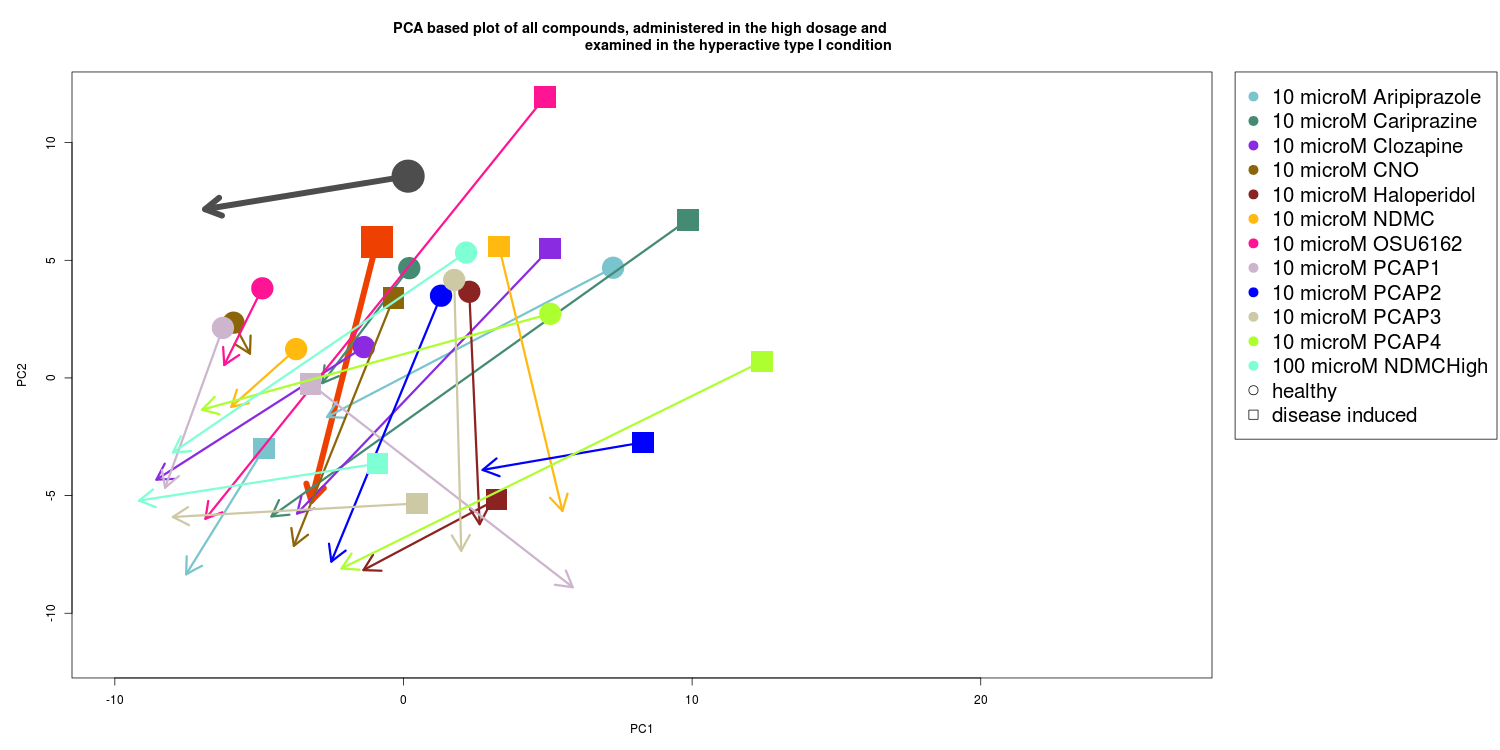 PCA based plot of all compounds, administered in the high dosage and
examined in the hyperactive type I condition
10
5
0
-5
-10
PC2
-10
0
10
20
PC1
10 microM Aripiprazole
10 microM Cariprazine
10 microM Clozapine
10 microM CNO
10 microM Haloperidol
10 microM NDMC
10 microM OSU6162
10 microM PCAP1
10 microM PCAP2
10 microM PCAP3
10 microM PCAP4
100 microM NDMCHigh
healthy
disease induced